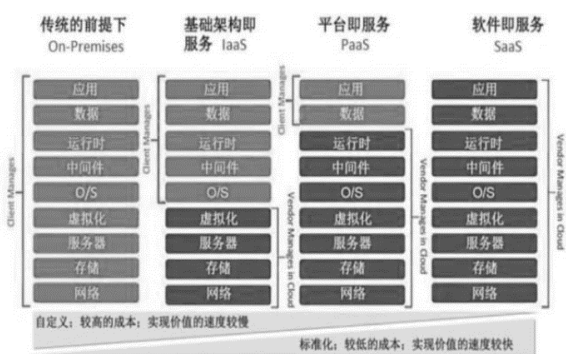 传统的前提下
On-Premises
基础架构即
服务 IaaS
平台即服务
PaaS
软件即服务
SaaS
Client Manages
应用
数据
运行时
中间件
O/S
虚拟化
服务器
存储
网络
Client Manages
应用
数据
运行时
中间件
O/S
虚拟化
服务器
存储
网络
Vendor Manages in Cloud
Client Manages
应用
数据
运行时
中间件
O/S
虚拟化
服务器
存储
网络
Vendor Manages in Cloud
应用
数据
运行时
中间件
O/S
虚拟化
服务器
存储
网络
Vendor Manages in Cloud
自定义；较高的成本；实现价值的速度较慢
标准化；较低的成本；实现价值的速度较快